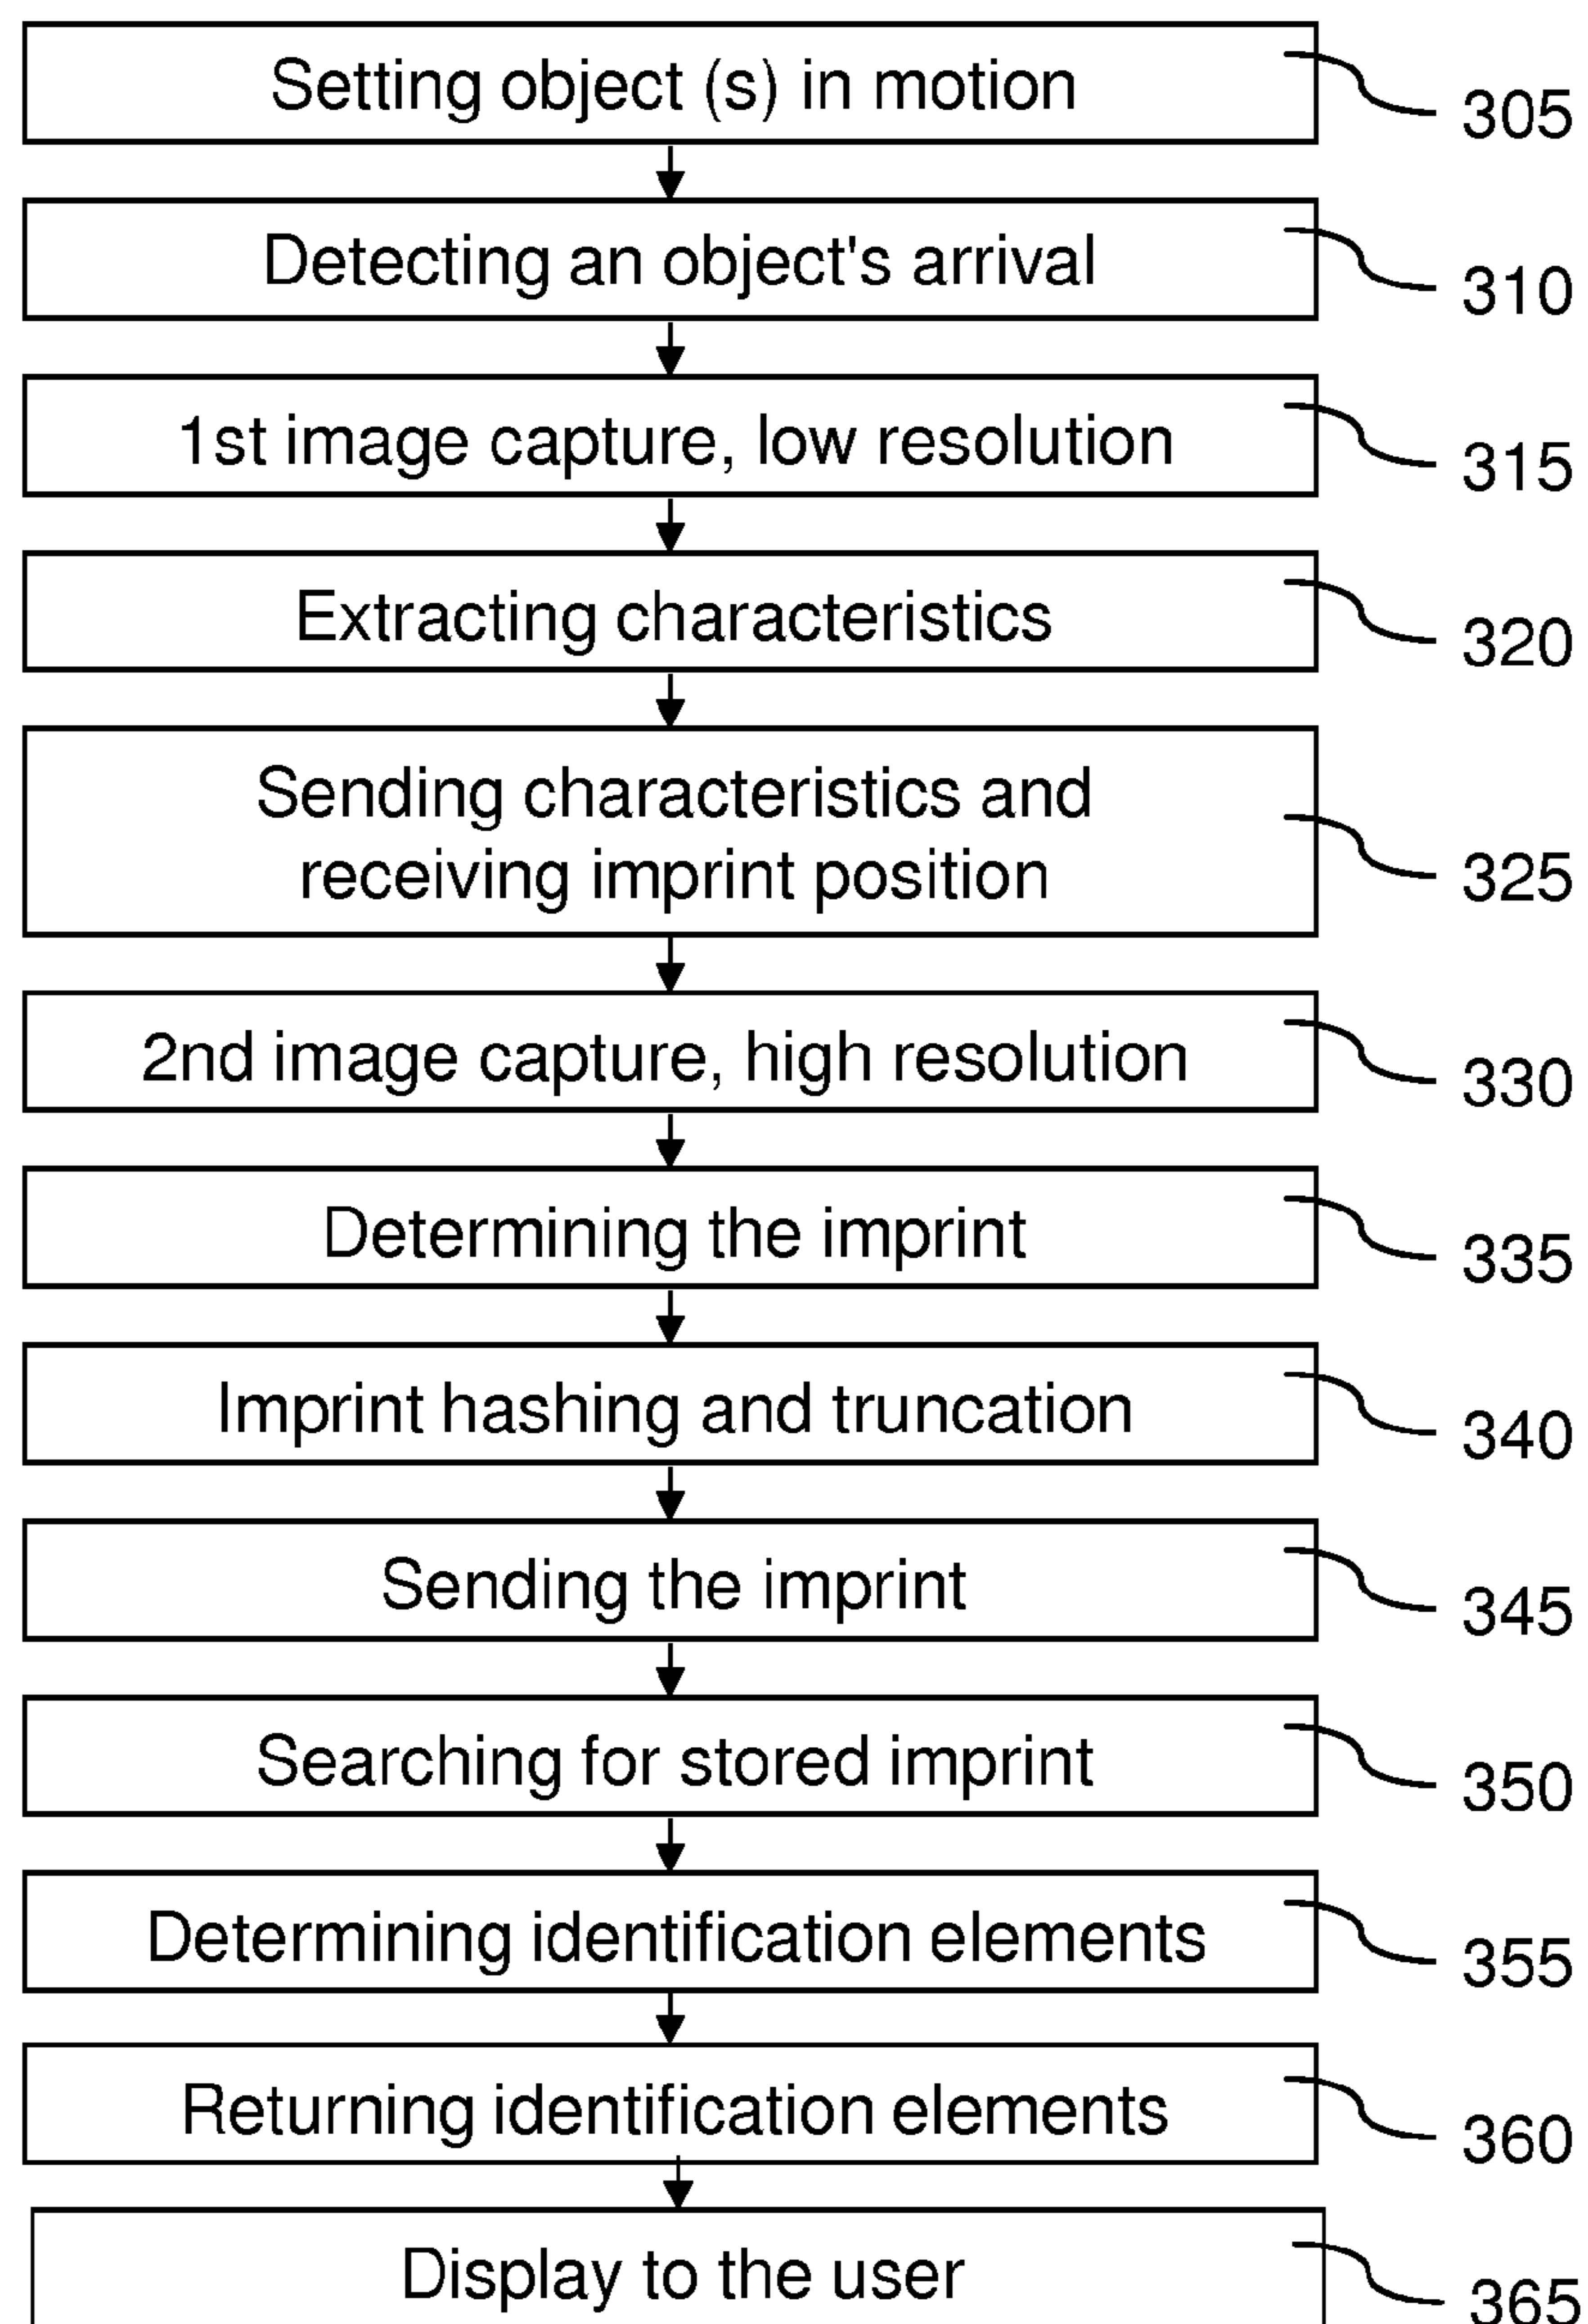 Setting object (s) in motion
305
Detecting an object's arrival
310
1st image capture, low resolution
315
Extracting characteristics
320
Sending characteristics and
receiving imprint position
325
2nd image capture, high resolution
330
Determining the imprint
335
Imprint hashing and truncation
340
Sending the imprint
345
Searching for stored imprint
350
Determining identification elements
355
Returning identification elements
360
Display to the user
365